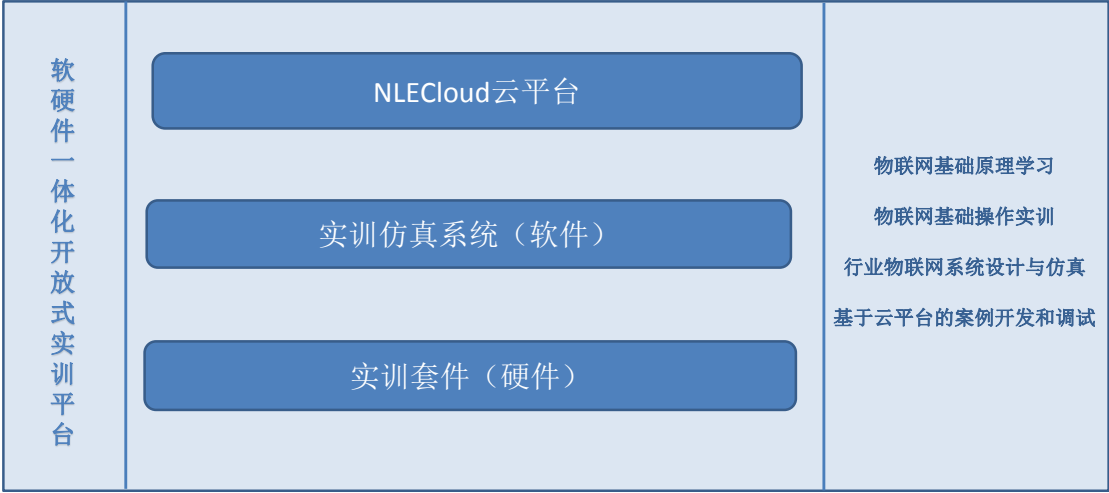 软硬件一体化开放式实训平台
NLECloud云平台
实训仿真系统（软件）
实训套件（硬件）
物联网基础原理学习
物联网基础操作实训
行业物联网系统设计与仿真
基于云平台的案例开发和调试